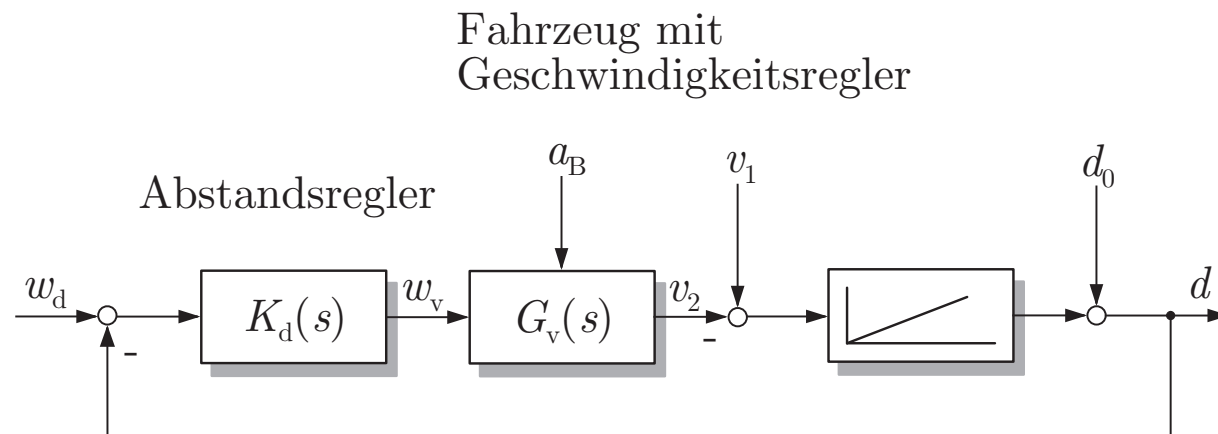 Fahrzeug mit
Geschwindigkeitsregler
a_B
v_1
d_0
Abstandsregler
w_d
K_d(s)
w_v
G_v(s)
v_2
d
-
-